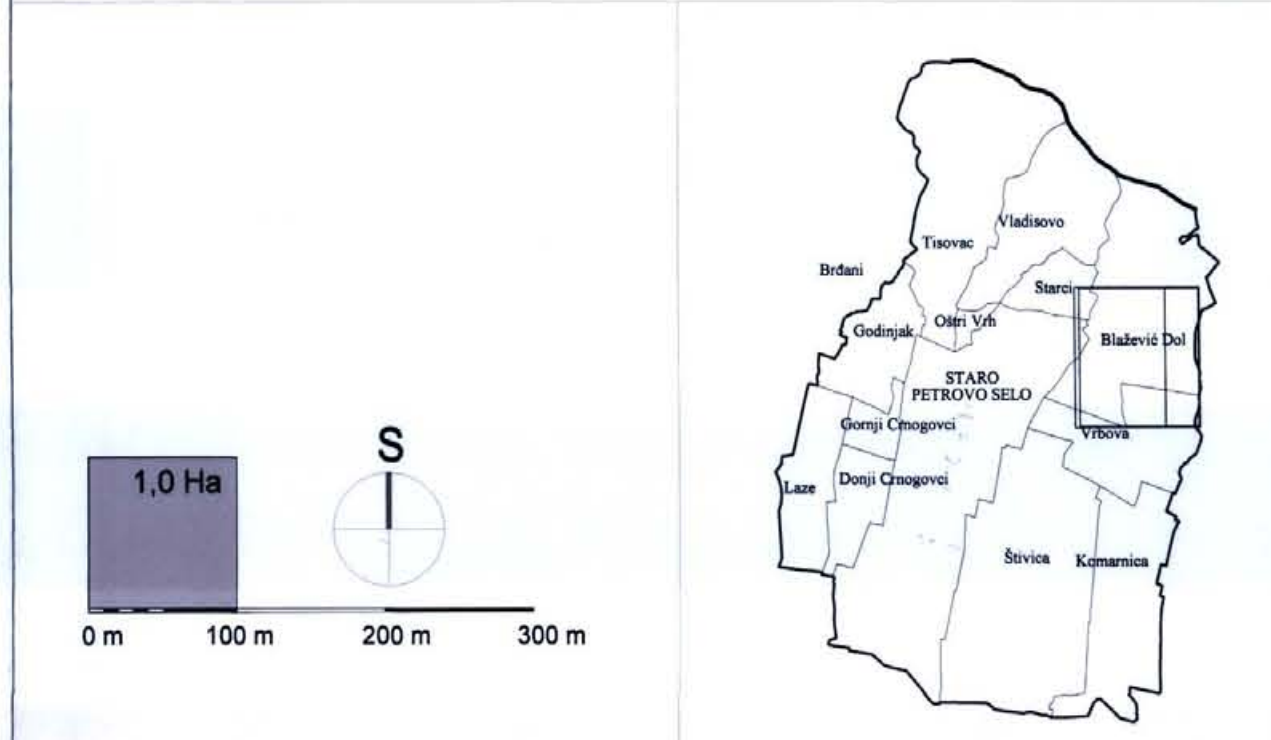 1,0 Ha
S
0 m
100 m
200 m
300 m
Vladisovo
Tisovac
Brđani
Starci
Oštri Vrh
Godinjak
Blažević Dol
STARO
PETROVO SELO
Gornji Crnogovci
Vrbova
Donji Crnogovci
Laze
Štivica
Komarnica